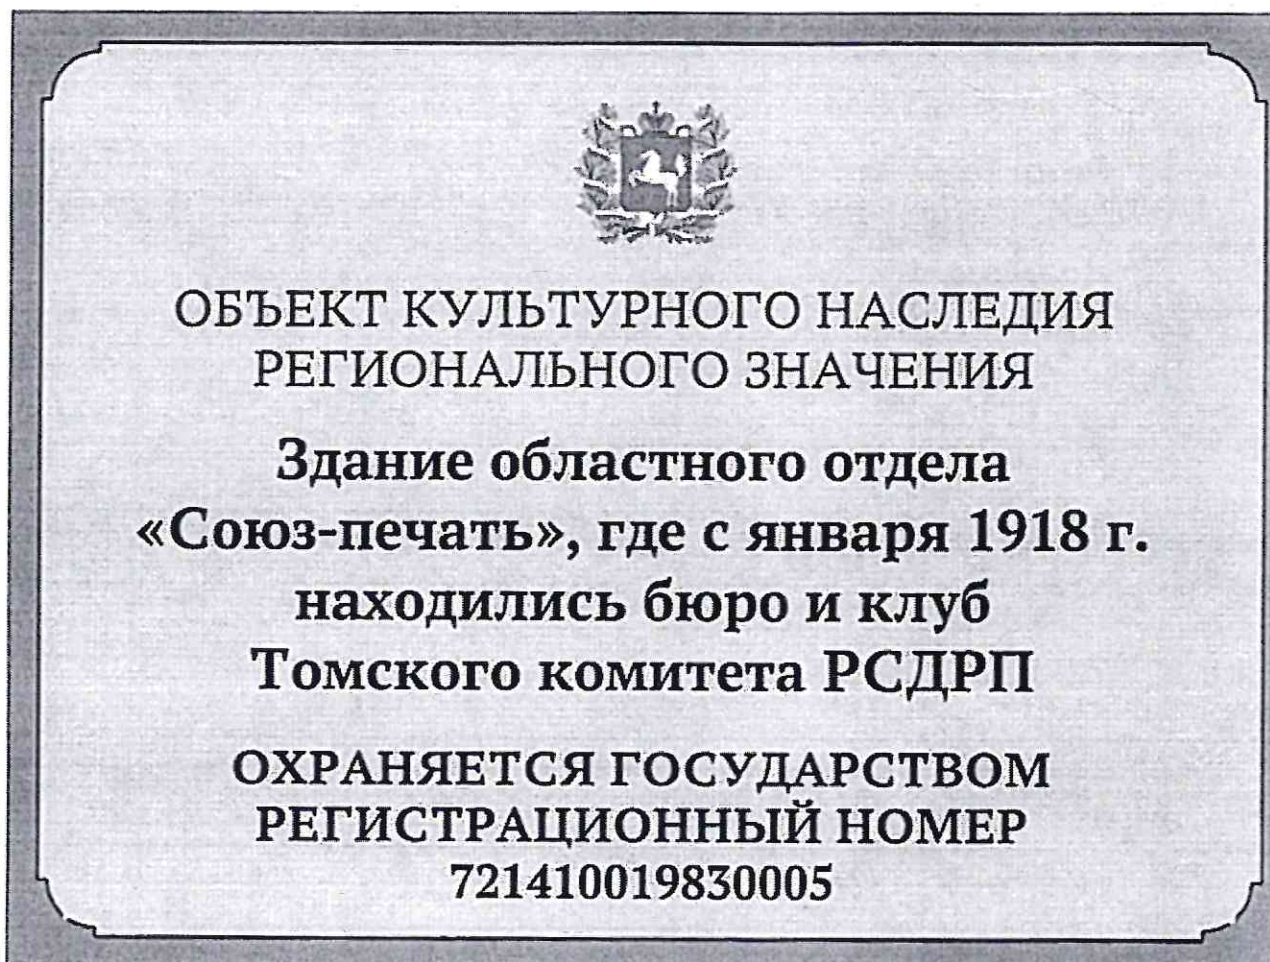 ОБЪЕКТ КУЛЬТУРНОГО НАСЛЕДИЯ
РЕГИОНАЛЬНОГО ЗНАЧЕНИЯ
Здание областного отдела
«Союз-печать», где с января 1918 г.
находились бюро и клуб
Томского комитета РСДРП
ОХРАНЯЕТСЯ ГОСУДАРСТВОМ
РЕГИСТРАЦИОННЫЙ НОМЕР
721410019830005